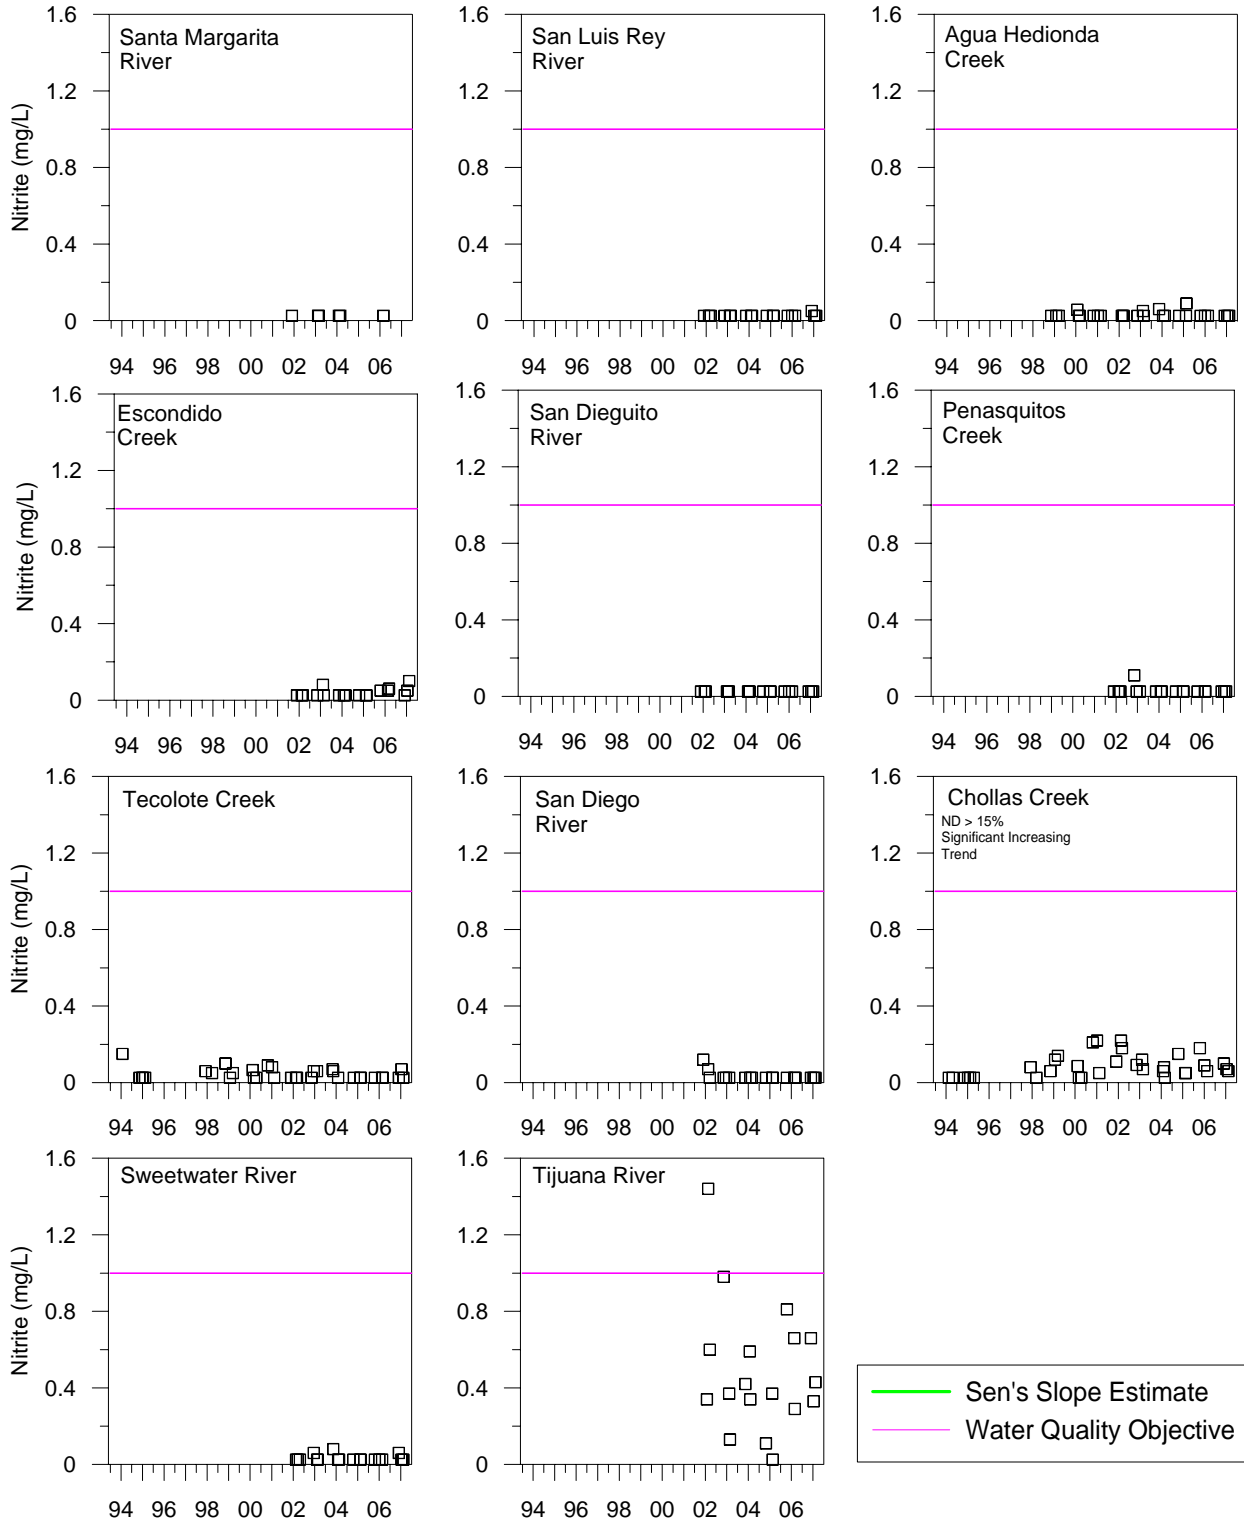 1.6
Santa Margarita
River
1.2
0.8
0.4
0
Nitrite (mg/L)
94 96 98 00 02 04 06
1.6
San Luis Rey
River
1.2
0.8
0.4
0
94 96 98 00 02 04 06
1.6
Agua Hedionda
Creek
1.2
0.8
0.4
0
94 96 98 00 02 04 06
1.6
Escondido
Creek
1.2
0.8
0.4
0
Nitrite (mg/L)
94 96 98 00 02 04 06
1.6
San Dieguito
River
1.2
0.8
0.4
0
94 96 98 00 02 04 06
1.6
Penasquitos
Creek
1.2
0.8
0.4
0
94 96 98 00 02 04 06
1.6
Tecolote Creek
1.2
0.8
0.4
0
Nitrite (mg/L)
94 96 98 00 02 04 06
1.6
San Diego
River
1.2
0.8
0.4
0
94 96 98 00 02 04 06
1.6
Chollas Creek
ND > 15%
Significant Increasing
Trend
1.2
0.8
0.4
0
94 96 98 00 02 04 06
1.6
Sweetwater River
1.2
0.8
0.4
0
Nitrite (mg/L)
94 96 98 00 02 04 06
1.6
Tijuana River
1.2
0.8
0.4
0
94 96 98 00 02 04 06
Sen's Slope Estimate
Water Quality Objective